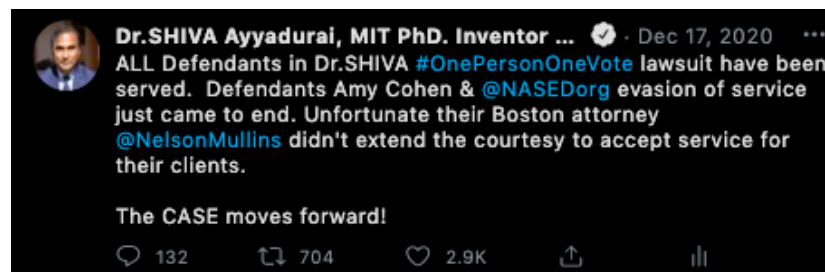 Dr.SHIVA Ayyadurai, MIT PhD. Inventor ... · Dec 17, 2020 ···
ALL Defendants in Dr.SHIVA #OnePersonOneVote lawsuit have been
served.  Defendants Amy Cohen & @NASEDorg evasion of service
just came to end. Unfortunate their Boston attorney
@NelsonMullins didn't extend the courtesy to accept service for
their clients.
The CASE moves forward!
132 704 2.9K